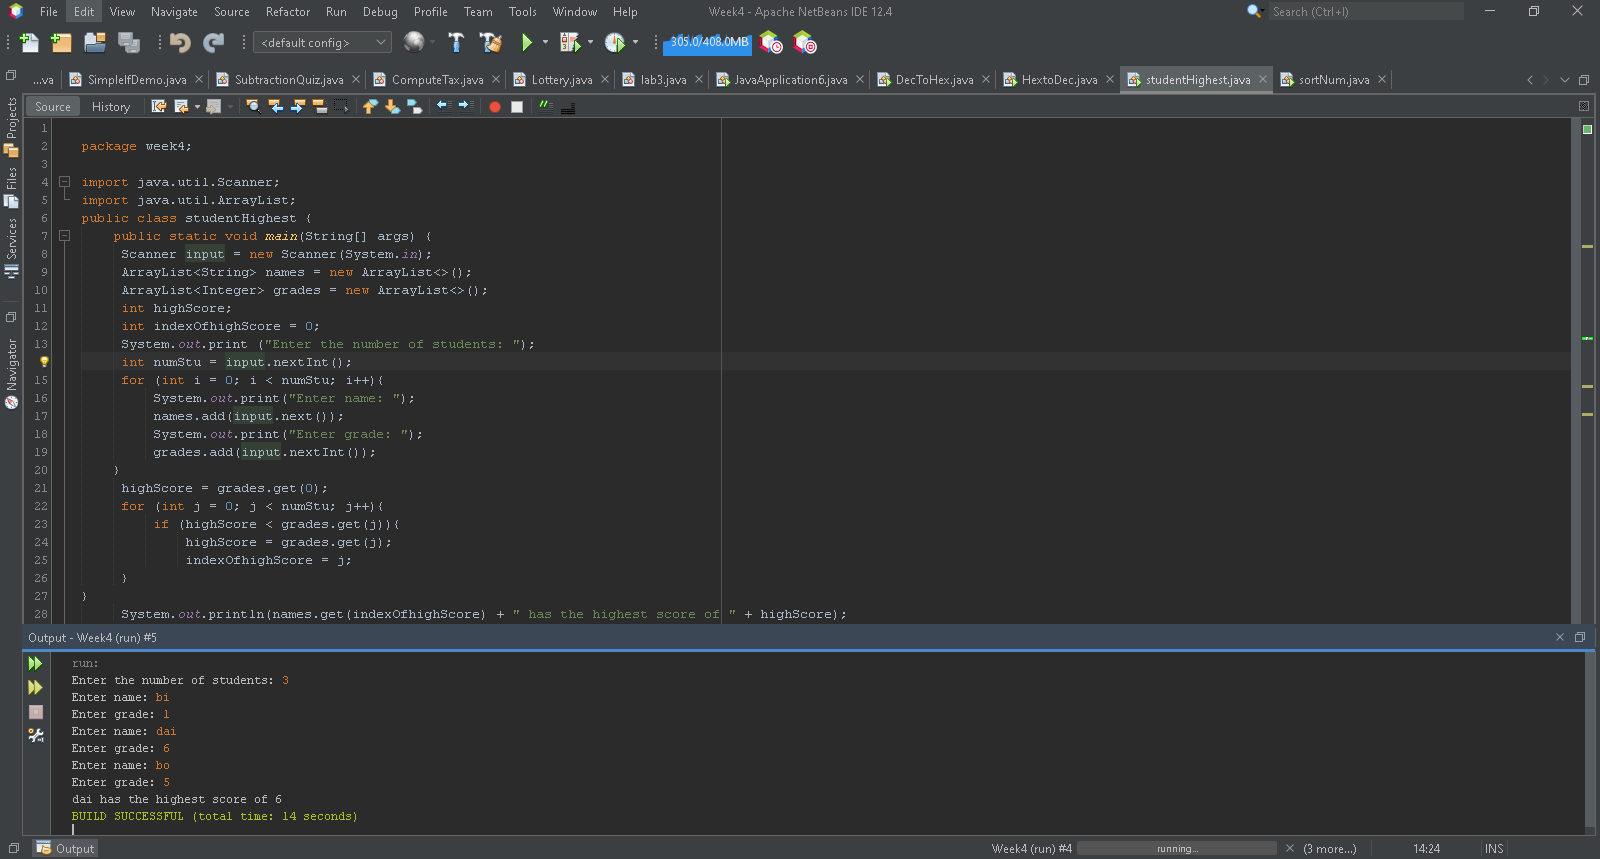 File Edit View Navigate Source Refactor Run Debug Profile Team Tools Window Help Week4 - Apache NetBeans IDE 12.4 Search (Ctrl+I)
<default config> 305.0/408.0MB
...va SimpleIfDemo.java SubtractionQuiz.java ComputeTax.java Lottery.java lab3.java JavaApplication6.java DecToHex.java HextoDec.java studentHighest.java sortNum.java
Source History
Projects
Files
Services
Navigator
1
2 package week4;
3
4 import java.util.Scanner;
5 import java.util.ArrayList;
6 public class studentHighest {
7 public static void main(String[] args) {
8 Scanner input = new Scanner(System.in);
9 ArrayList<String> names = new ArrayList<>();
10 ArrayList<Integer> grades = new ArrayList<>();
11 int highScore;
12 int indexOfhighScore = 0;
13 System.out.print ("Enter the number of students: ");
int numStu = input.nextInt();
15 for (int i = 0; i < numStu; i++){
16 System.out.print("Enter name: ");
17 names.add(input.next());
18 System.out.print("Enter grade: ");
19 grades.add(input.nextInt());
20 }
21 highScore = grades.get(0);
22 for (int j = 0; j < numStu; j++){
23 if (highScore < grades.get(j)){
24 highScore = grades.get(j);
25 indexOfhighScore = j;
26 }
27 }
28 System.out.println(names.get(indexOfhighScore) + " has the highest score of " + highScore);
Output - Week4 (run) #5
run:
Enter the number of students: 3
Enter name: bi
Enter grade: 1
Enter name: dai
Enter grade: 6
Enter name: bo
Enter grade: 5
dai has the highest score of 6
BUILD SUCCESSFUL (total time: 14 seconds)
Output Week4 (run) #4 running... (3 more...) 14:24 INS